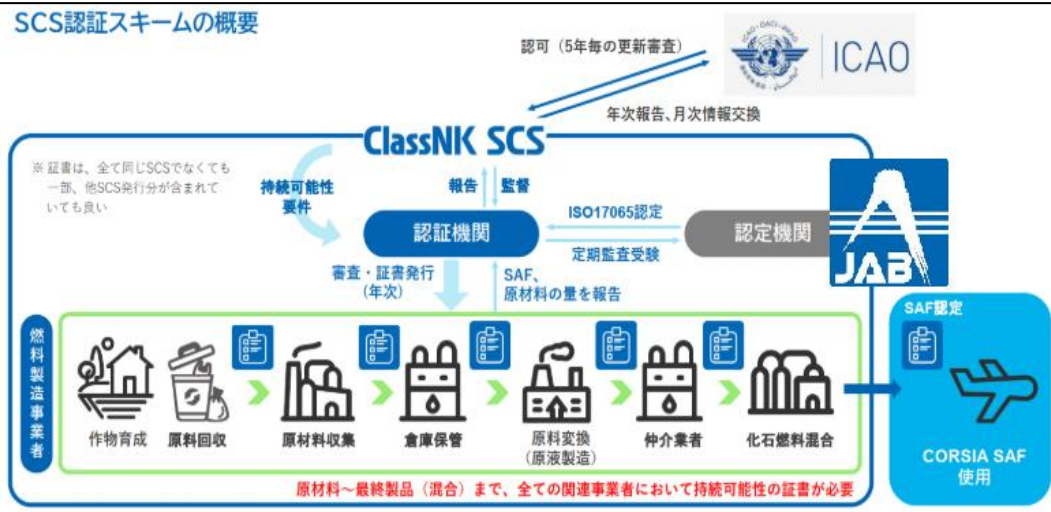 SCS認証スキームの概要
認可（5年毎の更新審査）
ICAO・OACI・ИКАО
ICAO
年次報告、月次情報交換
ClassNK SCS
※ 証書は、全て同じSCSでなくても
一部、他SCS発行分が含まれて
いても良い
持続可能性
要件
報告
監督
認証機関
ISO17065認定
定期監査受験
認定機関
JAB
審査・証書発行
(年次)
SAF、
原材料の量を報告
SAF認定
燃料製造事業者
作物育成
原料回収
原材料収集
倉庫保管
原料変換
(原液製造)
仲介業者
化石燃料混合
CORSIA SAF
使用
原材料～最終製品（混合）まで、全ての関連事業者において持続可能性の証書が必要